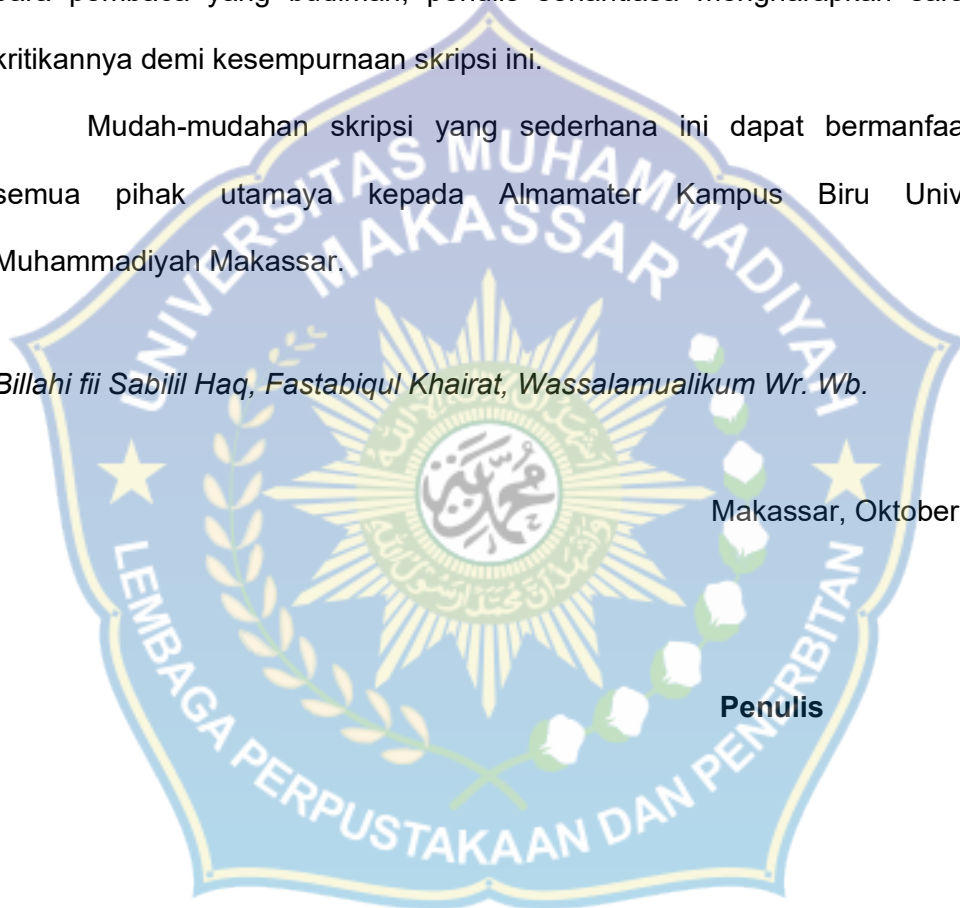 kritikannya demi kesempurnaan skripsi ini.
Mudah-mudahan skripsi yang sederhana ini dapat
semua pihak utamaya kepada Almamater Kampus Biru
Muhammadiyah Makassar.
Billahi fii Sabilil Haq, Fastabiqul Khairat, Wassalamualikum Wr. Wb.
Makassar, Oktober
Penulis
UNIVERSITAS MUHAMMADIYAH
MAKASSAR
محمدية
LEMBAGA PERPUSTAKAAN DAN PENERBITAN